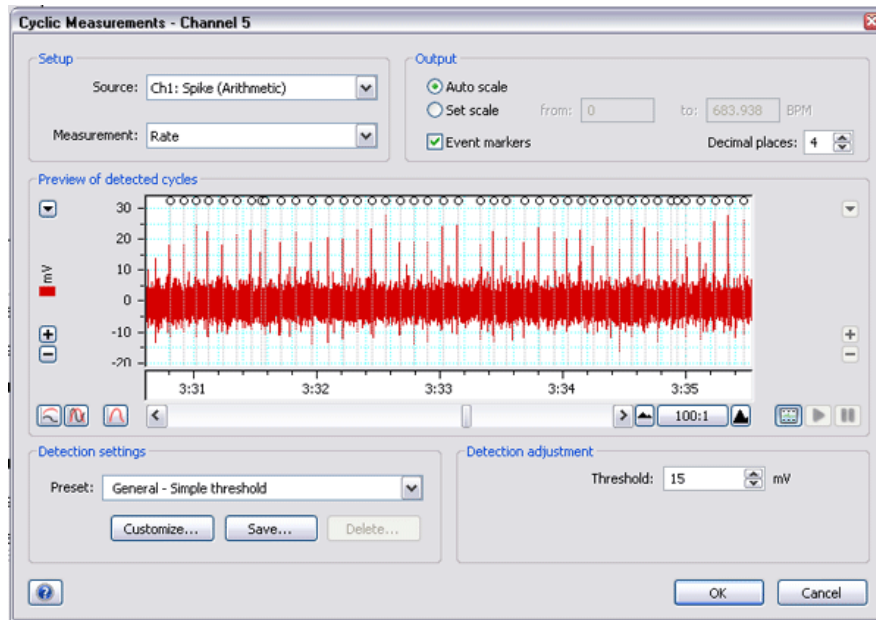 Cyclic Measurements - Channel 5
Setup
Source: Ch1: Spike (Arithmetic)
Measurement: Rate
Output
Auto scale
Set scale from: 0 to: 683.938 BPM
Event markers Decimal places: 4
Preview of detected cycles
30
20
10
mV
0
-10
-20
3:31 3:32 3:33 3:34 3:35
100:1
Detection settings
Preset: General - Simple threshold
Customize... Save... Delete...
Detection adjustment
Threshold: 15 mV
OK Cancel